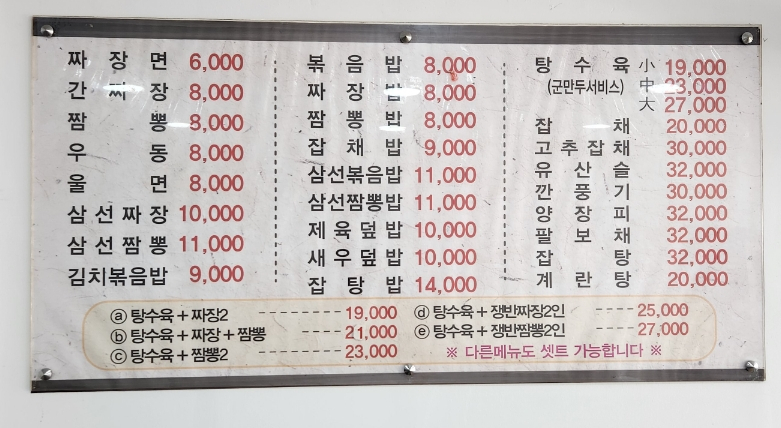 짜장면 6,000
간짜장 8,000
짬뽕 8,000
우동 8,000
울면 8,000
삼선짜장 10,000
삼선짬뽕 11,000
김치볶음밥 9,000
볶음밥 8,000
짜장밥 8,000
짬뽕밥 8,000
잡채밥 9,000
삼선볶음밥 11,000
삼선짬뽕밥 11,000
제육덮밥 10,000
새우덮밥 10,000
잡탕밥 14,000
탕수육 小 19,000
(군만두서비스) 中 23,000
大 27,000
잡채 20,000
고추잡채 30,000
유산슬 32,000
깐풍기 30,000
양장피 32,000
팔보채 32,000
잡탕 32,000
계란탕 20,000
ⓐ 탕수육 + 짜장2 --------- 19,000
ⓑ 탕수육 + 짜장 + 짬뽕 ------ 21,000
ⓒ 탕수육 + 짬뽕2 --------- 23,000
ⓓ 탕수육 + 쟁반짜장2인 ---- 25,000
ⓔ 탕수육 + 쟁반짬뽕2인 ---- 27,000
※ 다른메뉴도 셋트 가능합니다 ※